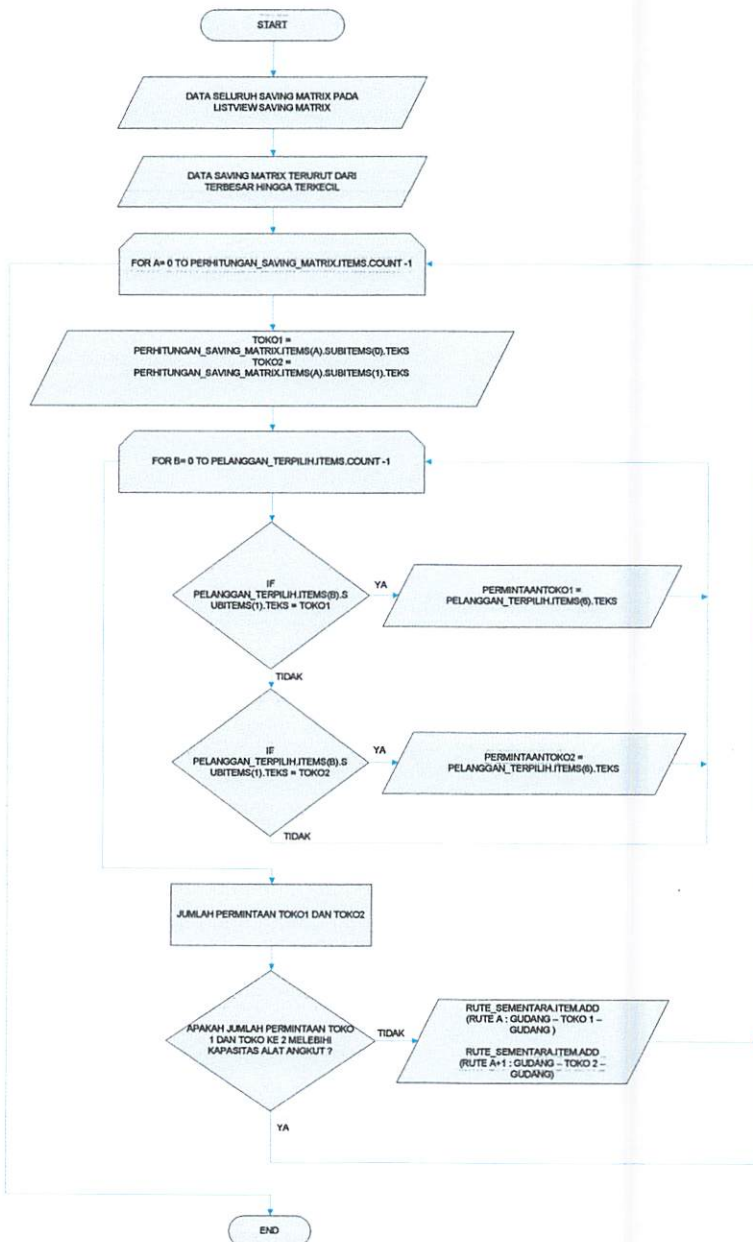 START
DATA SELURUH SAVING MATRIX PADA
LISTVIEW SAVING MATRIX
DATA SAVING MATRIX TERURUT DARI
TERBESAR HINGGA TERKECIL
FOR A= 0 TO PERHITUNGAN_SAVING_MATRIX.ITEMS.COUNT -1
TOKO1 =
PERHITUNGAN_SAVING_MATRIX.ITEMS(A).SUBITEMS(0).TEKS
TOKO2 =
PERHITUNGAN_SAVING_MATRIX.ITEMS(A).SUBITEMS(1).TEKS
FOR B= 0 TO PELANGGAN_TERPILIH.ITEMS.COUNT -1
IF
PELANGGAN_TERPILIH.ITEMS(B).S
UBITEMS(1).TEKS = TOKO1
YA
PERMINTAANTOKO1 =
PELANGGAN_TERPILIH.ITEMS(6).TEKS
TIDAK
IF
PELANGGAN_TERPILIH.ITEMS(B).S
UBITEMS(1).TEKS = TOKO2
YA
PERMINTAANTOKO2 =
PELANGGAN_TERPILIH.ITEMS(6).TEKS
TIDAK
JUMLAH PERMINTAAN TOKO1 DAN TOKO2
APAKAH JUMLAH PERMINTAAN TOKO
1 DAN TOKO KE 2 MELEBIHI
KAPASITAS ALAT ANGKUT ?
TIDAK
RUTE_SEMENTARA.ITEM.ADD
(RUTE A : GUDANG – TOKO 1 –
GUDANG )
RUTE_SEMENTARA.ITEM.ADD
(RUTE A+1 : GUDANG – TOKO 2 –
GUDANG)
YA
END